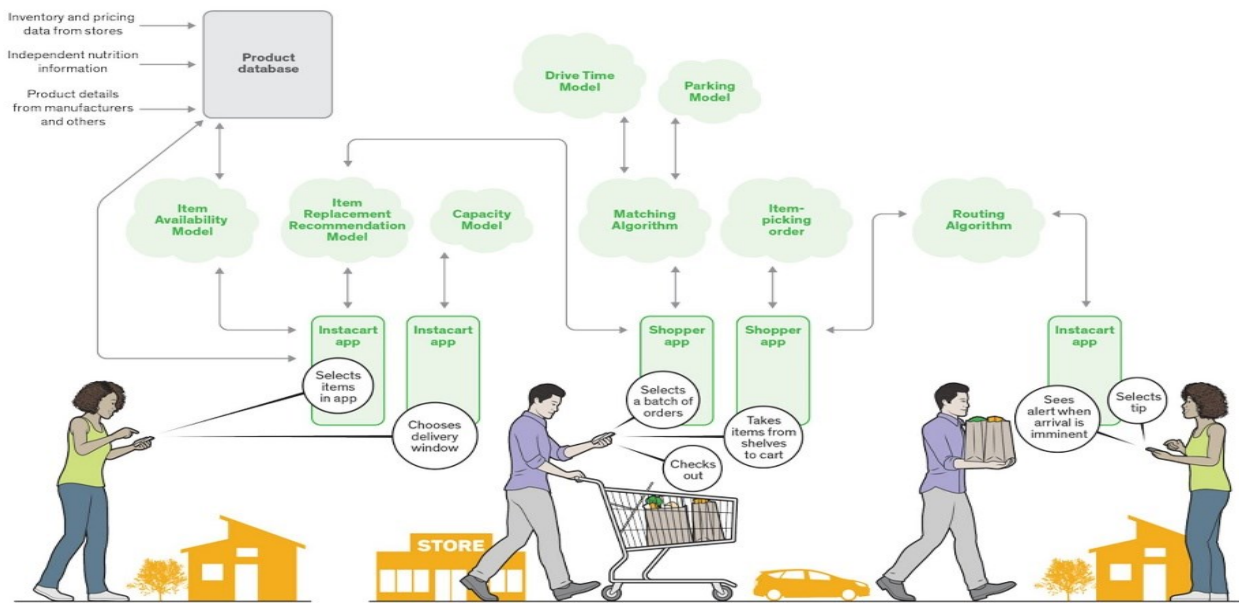 Inventory and pricing
data from stores
Independent nutrition
information
Product details
from manufacturers
and others
Product
database
Drive Time
Model
Parking
Model
Item
Availability
Model
Item
Replacement
Recommendation
Model
Capacity
Model
Matching
Algorithm
Item-
picking
order
Routing
Algorithm
Instacart
app
Instacart
app
Shopper
app
Shopper
app
Instacart
app
Selects
items
in app
Chooses
delivery
window
Selects
a batch of
orders
Takes
items from
shelves
to cart
Checks
out
Sees
alert when
arrival is
imminent
Selects
tip
STORE